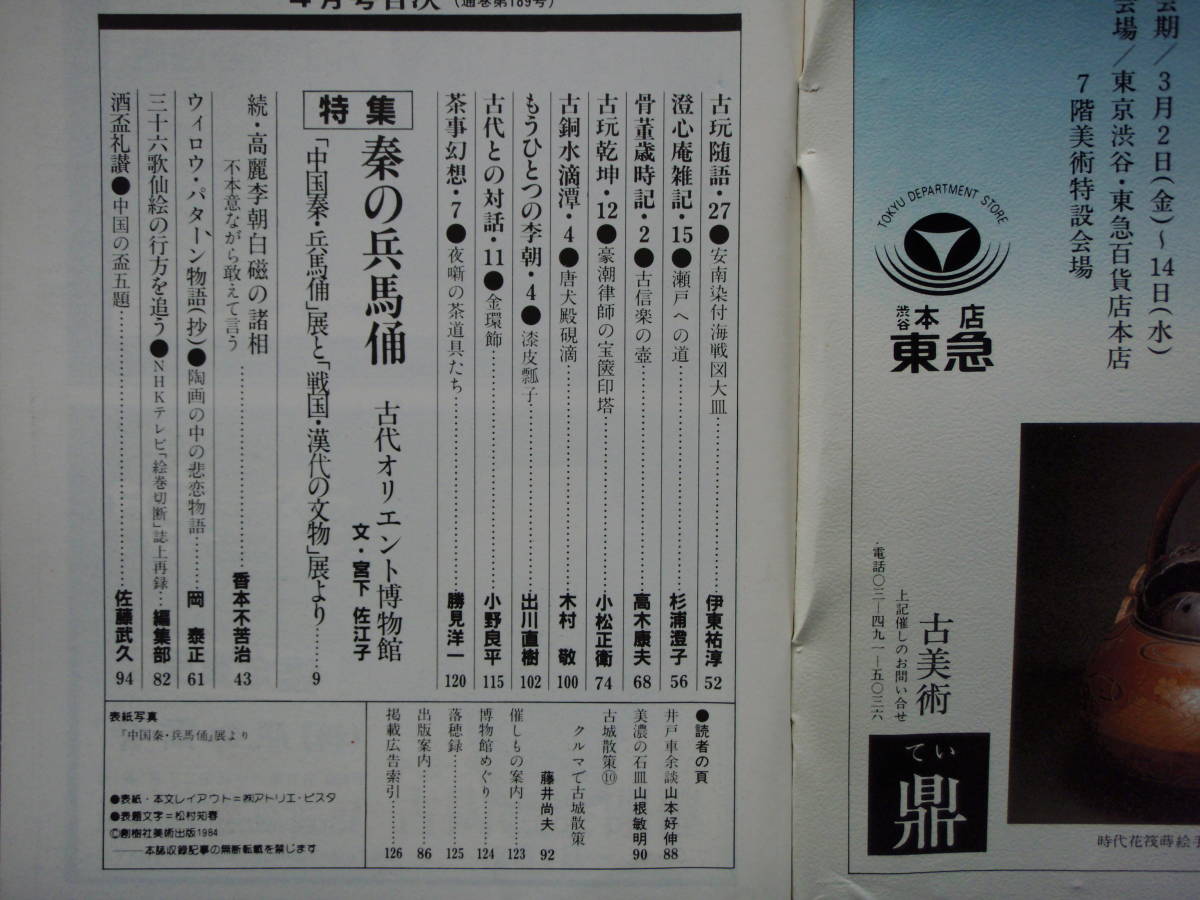 4月号目次(通巻第189号)
古玩随語・27●安南染付海戦図大皿……伊東祐淳 52
澄心庵雑記・15●瀬戸への道……杉浦澄子 56
骨董歳時記・2●古信楽の壺……高木康夫 68
古玩乾坤・12●豪潮律師の宝篋印塔……小松正衛 74
古銅水滴潭・4●唐犬殿硯滴……木村 敬 100
もうひとつの李朝・4●漆皮瓢子……出川直樹 102
古代との対話・11●金環飾……小野良平 115
茶事幻想・7●夜噺の茶道具たち……勝見洋一 120
特集 秦の兵馬俑 古代オリエント博物館
文・宮下佐江子
「中国秦・兵馬俑」展と「戦国・漢代の文物」展より……9
続・高麗李朝白磁の諸相
不本意ながら敢えて言う……香本不苦治 43
ウィロウ・パターン物語(抄)●陶画の中の悲恋物語……岡 泰正 61
三十六歌仙絵の行方を追う●NHKテレビ「絵巻切断」誌上再録…編集部 82
酒盃礼讃●中国の盃五題……佐藤武久 94
●読者の頁
井戸車余談 山本好伸 88
美濃の石皿 山根敏明 90
古城散策⑩
クルマで古城散策
藤井尚夫 92
催しもの案内……123
博物館めぐり……124
落穂録……125
出版案内……86
掲載広告索引……126
表紙写真
『中国秦・兵馬俑』展より
●表紙・本文レイアウト=㈱アトリエ・ビスタ
●表題文字=松村知春
©創樹社美術出版1984
――本誌収録記事の無断転載を禁じます
会期/3月2日(金)~14日(水)
会場/東京渋谷・東急百貨店本店
7階美術特設会場
TOKYU DEPARTMENT STORE
渋谷 本店
東急
古美術
てい
鼎
上記催しのお問い合せ
電話〇三―四九一―五〇三六
時代花筏蒔絵手